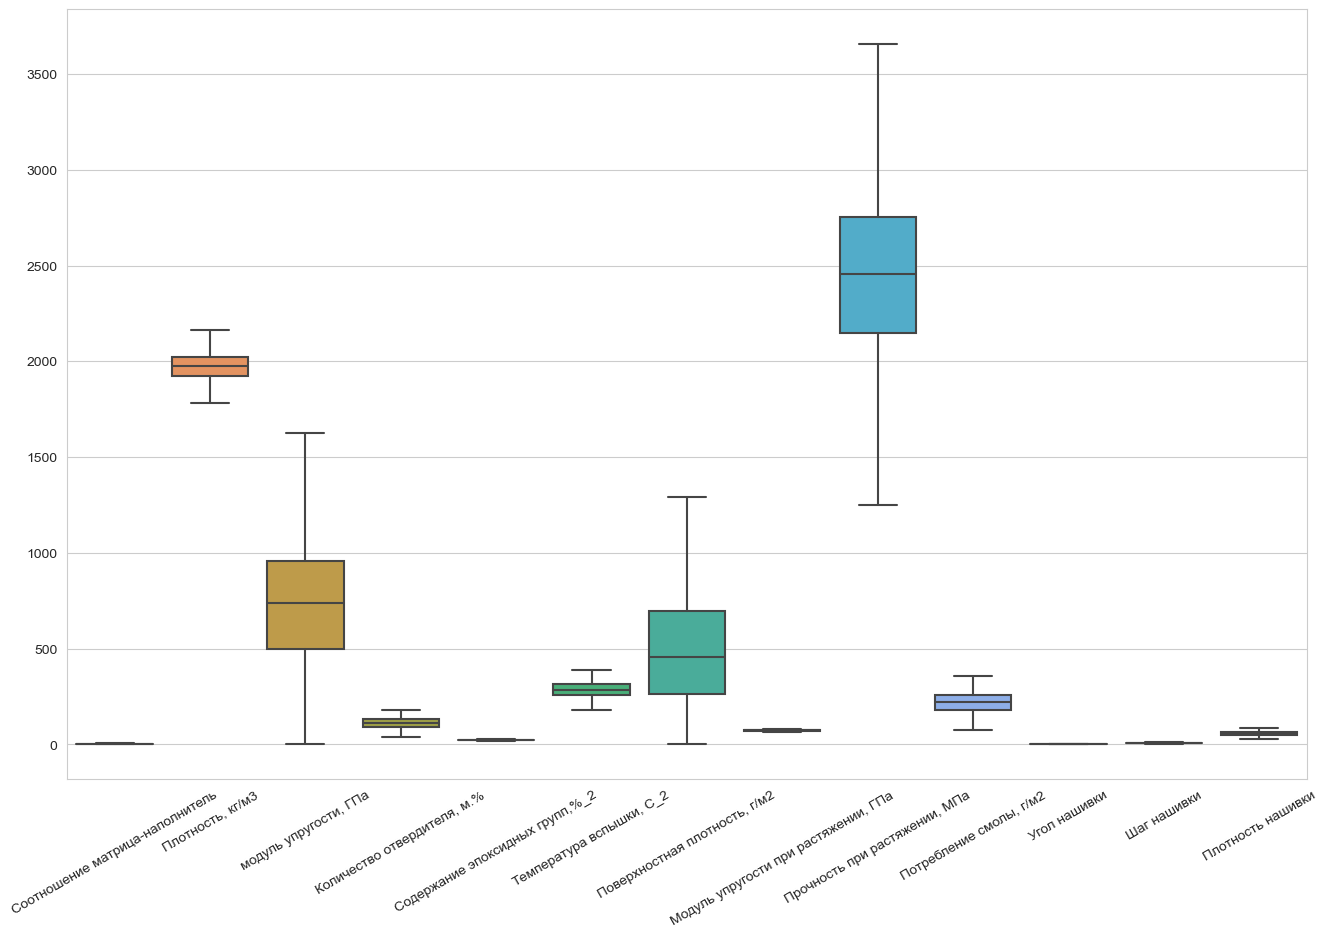 3500
3000
2500
2000
1500
1000
500
0
Соотношение матрица-наполнитель
Плотность, кг/м3
модуль упругости, ГПа
Количество отвердителя, м.%
Содержание эпоксидных групп,%_2
Температура вспышки, С_2
Поверхностная плотность, г/м2
Модуль упругости при растяжении, ГПа
Прочность при растяжении, МПа
Потребление смолы, г/м2
Угол нашивки
Шаг нашивки
Плотность нашивки